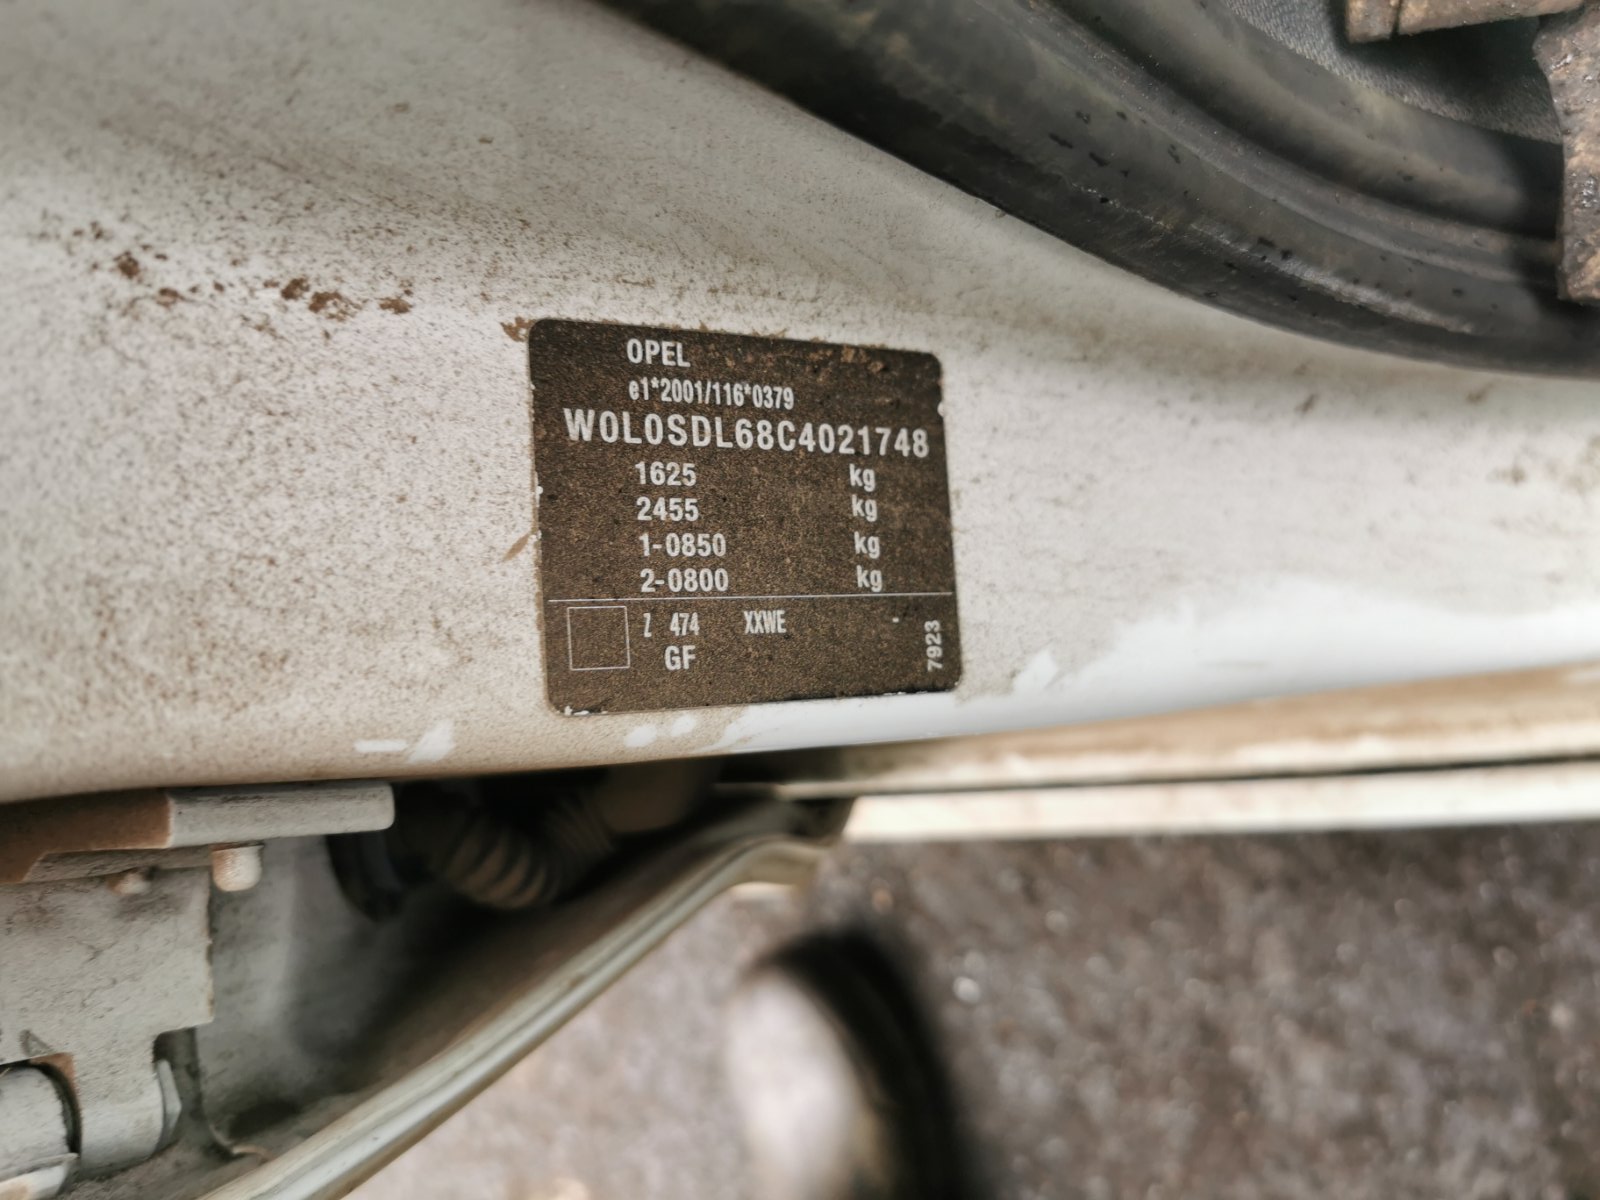 OPEL
e1*2001/116*0379
W0L0SDL68C4021748
1625 kg
2455 kg
1-0850 kg
2-0800 kg
Z 474 XXWE -
GF
7923